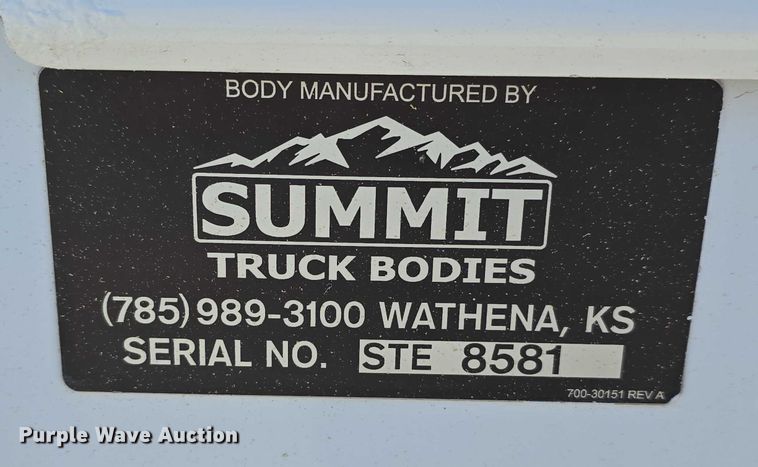 BODY MANUFACTURED BY
SUMMIT
TRUCK BODIES
(785) 989-3100 WATHENA, KS
SERIAL NO. STE 8581
700-30151 REV A
Purple Wave Auction